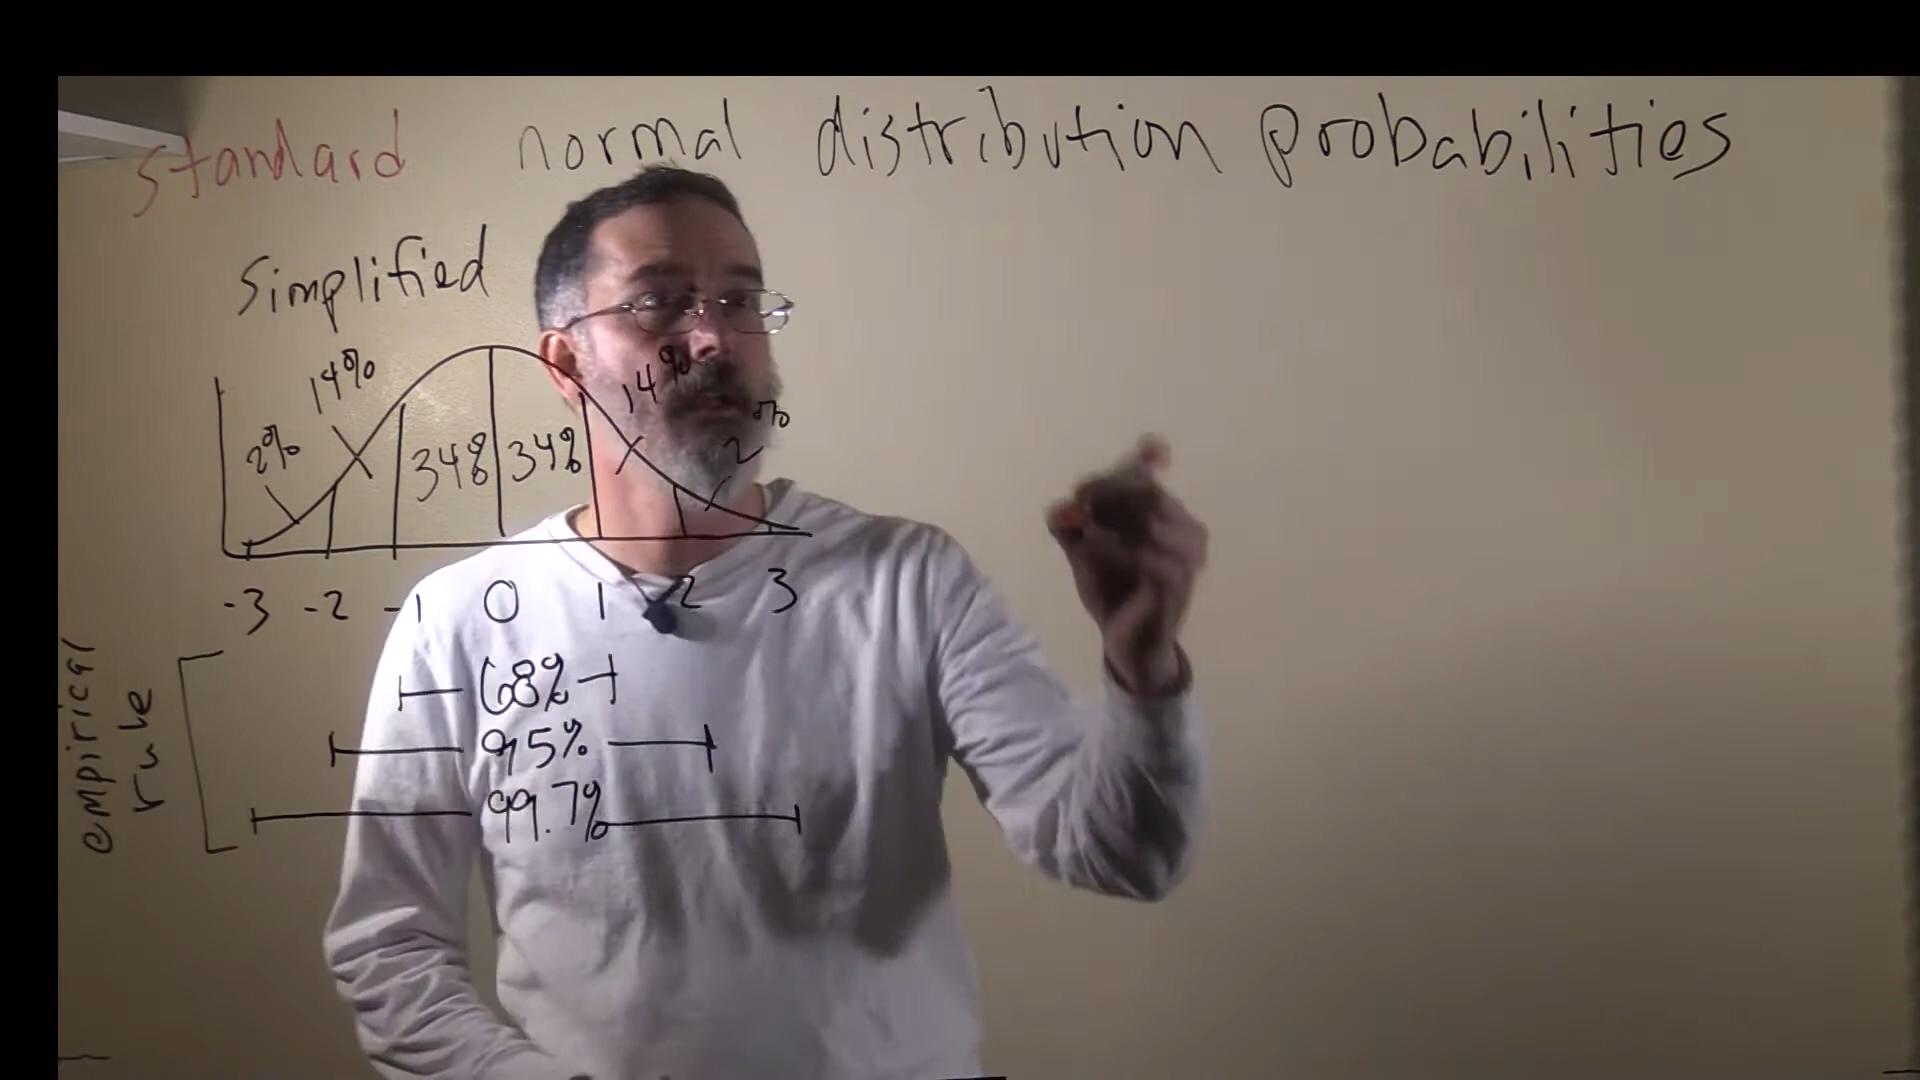 standard normal distribution probabilities
simplified
14% 14%
2% 34% 34% 2%
-3 -2 -1 0 1 2 3
68%
95%
99.7%
empirical
rule